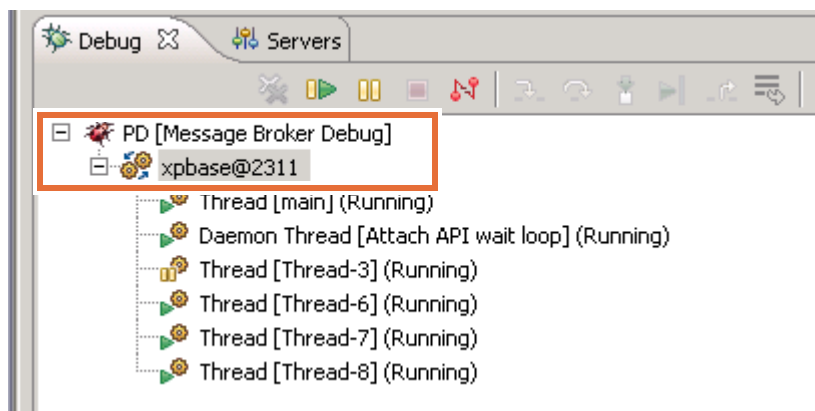 Debug Servers
PD [Message Broker Debug]
xpbase@2311
Thread [main] (Running)
Daemon Thread [Attach API wait loop] (Running)
Thread [Thread-3] (Running)
Thread [Thread-6] (Running)
Thread [Thread-7] (Running)
Thread [Thread-8] (Running)